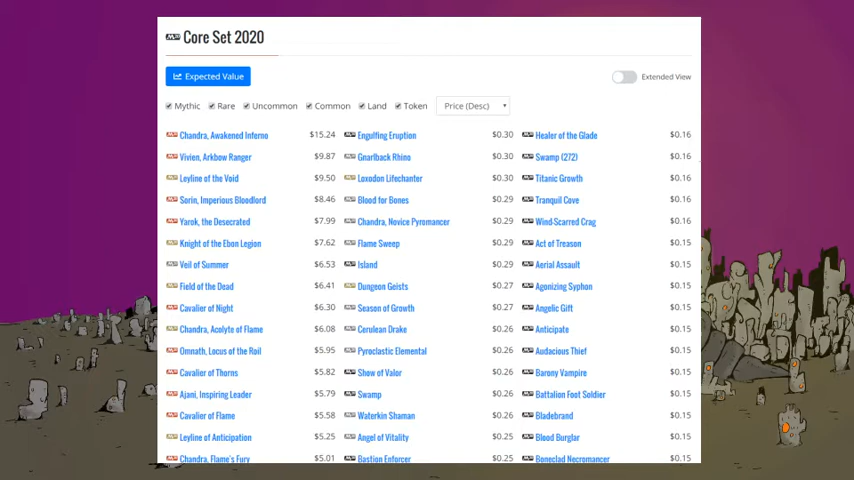 Core Set 2020
Expected Value
Extended View
Mythic Rare Uncommon Common Land Token Price (Desc)
Chandra, Awakened Inferno $15.24 Engulfing Eruption $0.30 Healer of the Glade $0.16
Vivien, Arkbow Ranger $9.87 Gnarlback Rhino $0.30 Swamp (272) $0.16
Leyline of the Void $9.50 Loxodon Lifechanter $0.30 Titanic Growth $0.16
Sorin, Imperious Bloodlord $8.46 Blood for Bones $0.29 Tranquil Cove $0.16
Yarok, the Desecrated $7.99 Chandra, Novice Pyromancer $0.29 Wind-Scarred Crag $0.16
Knight of the Ebon Legion $7.62 Flame Sweep $0.29 Act of Treason $0.15
Veil of Summer $6.53 Island $0.29 Aerial Assault $0.15
Field of the Dead $6.41 Dungeon Geists $0.27 Agonizing Syphon $0.15
Cavalier of Night $6.30 Season of Growth $0.27 Angelic Gift $0.15
Chandra, Acolyte of Flame $6.08 Cerulean Drake $0.26 Anticipate $0.15
Omnath, Locus of the Roil $5.95 Pyroclastic Elemental $0.26 Audacious Thief $0.15
Cavalier of Thorns $5.82 Show of Valor $0.26 Barony Vampire $0.15
Ajani, Inspiring Leader $5.79 Swamp $0.26 Battalion Foot Soldier $0.15
Cavalier of Flame $5.58 Waterkin Shaman $0.26 Bladebrand $0.15
Leyline of Anticipation $5.25 Angel of Vitality $0.25 Blood Burglar $0.15
Chandra, Flame's Fury $5.01 Bastion Enforcer $0.25 Boneclad Necromancer $0.15